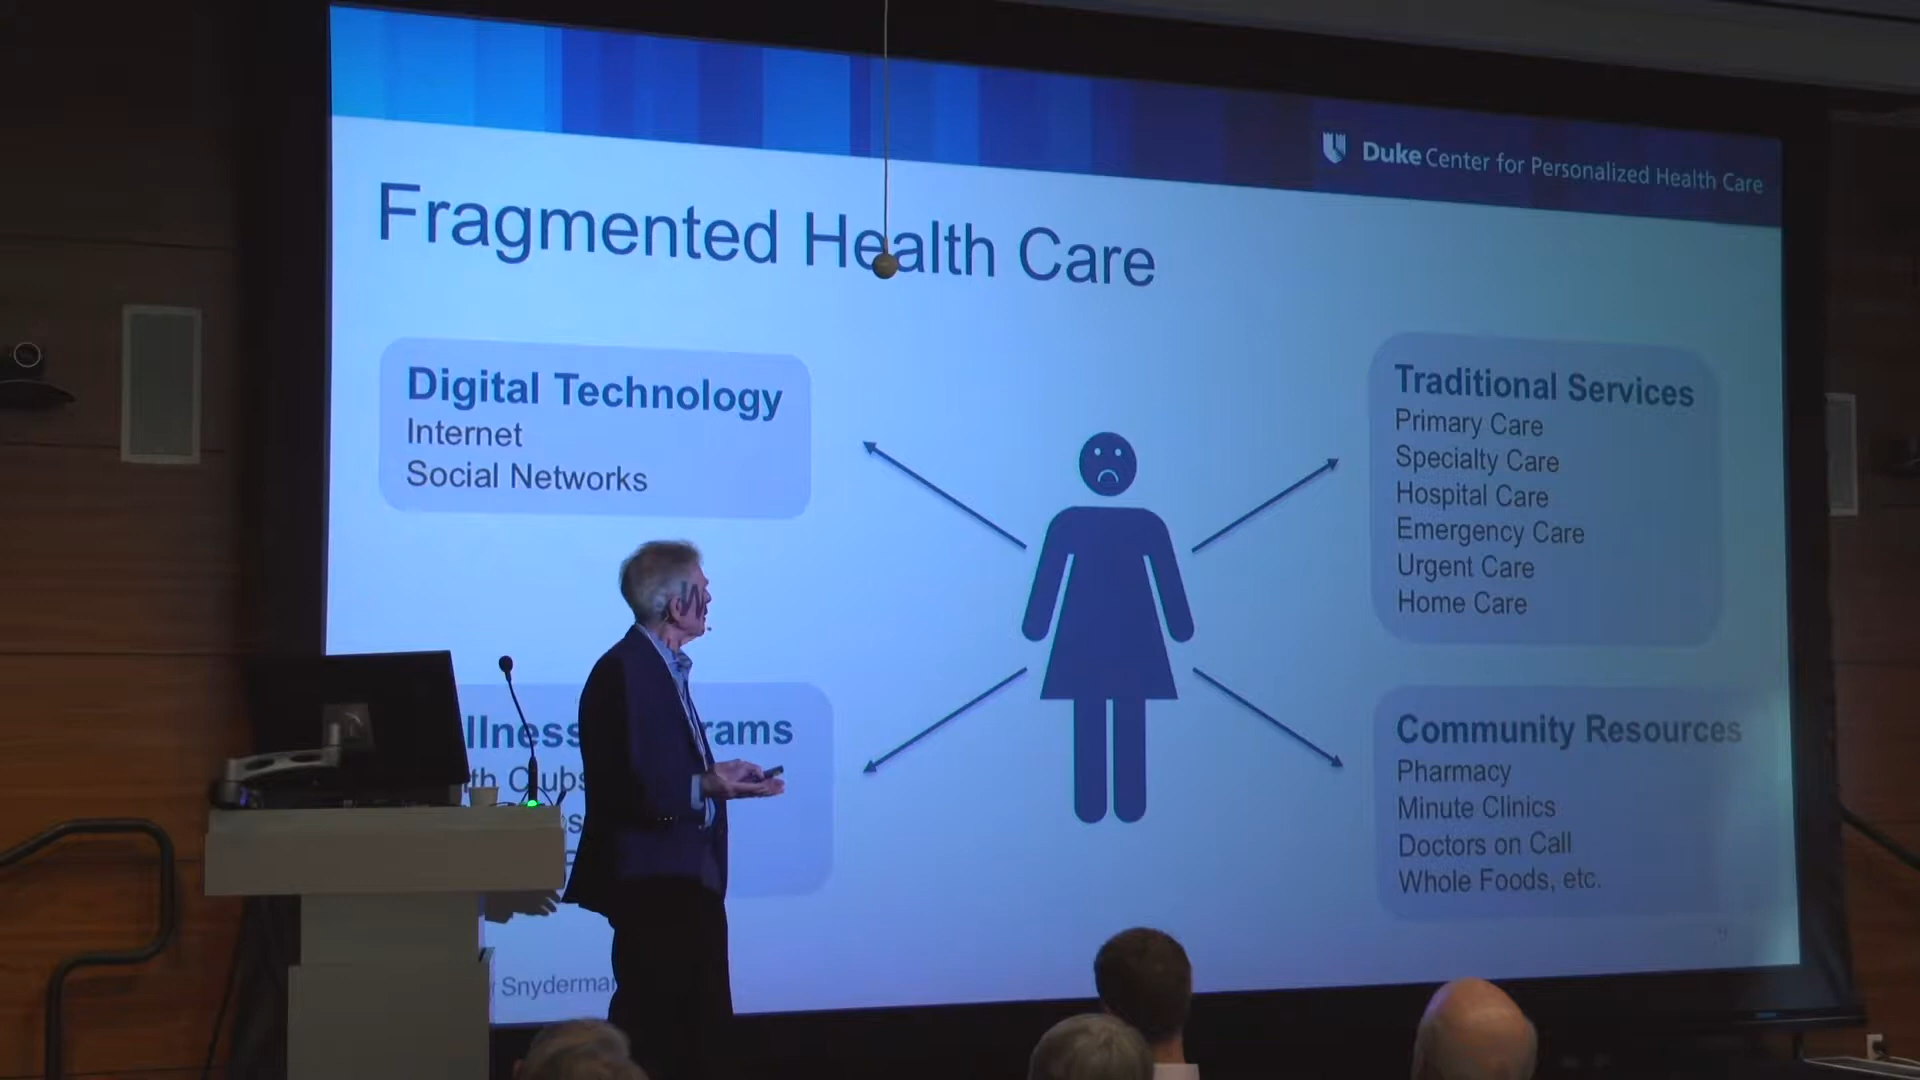 Duke Center for Personalized Health Care
Fragmented Health Care
Digital Technology
Internet
Social Networks
Traditional Services
Primary Care
Specialty Care
Hospital Care
Emergency Care
Urgent Care
Home Care
Community Resources
Pharmacy
Minute Clinics
Doctors on Call
Whole Foods, etc.